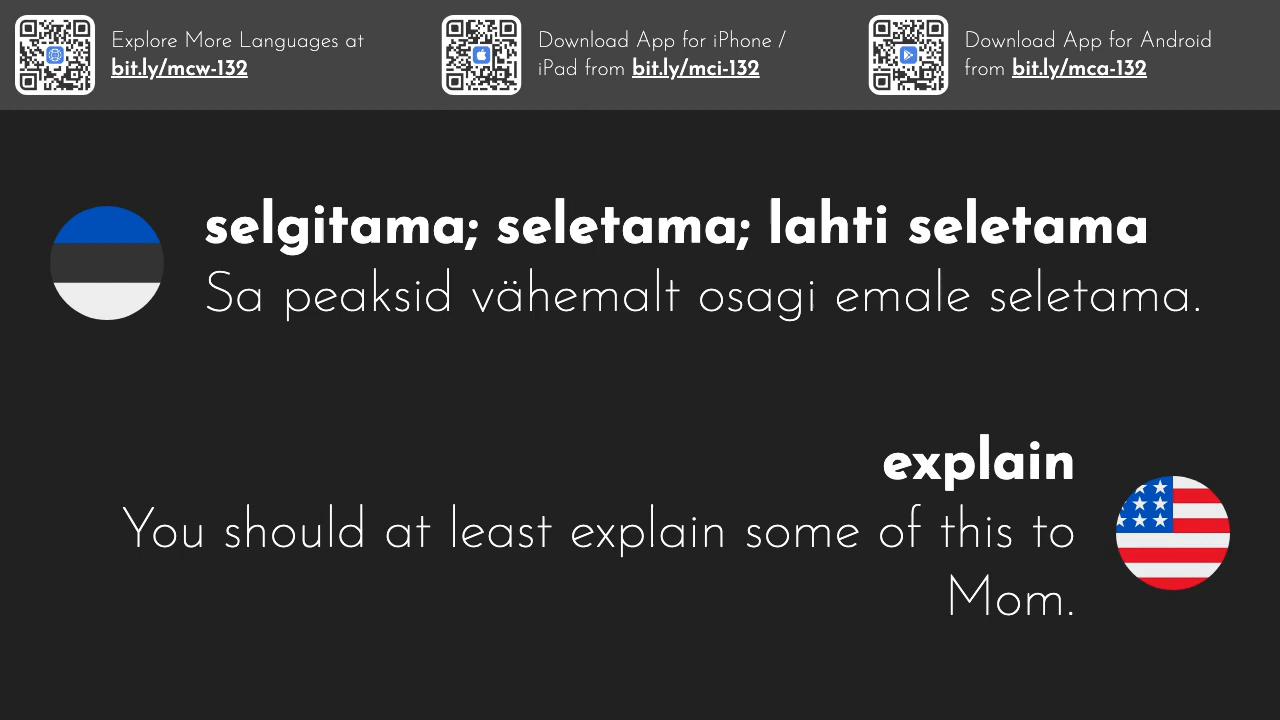 Explore More Languages at
bit.ly/mcw-132
Download App for iPhone /
iPad from bit.ly/mci-132
Download App for Android
from bit.ly/mca-132
selgitama; seletama; lahti seletama
Sa peaksid vähemalt osagi emale seletama.
explain
You should at least explain some of this to
Mom.